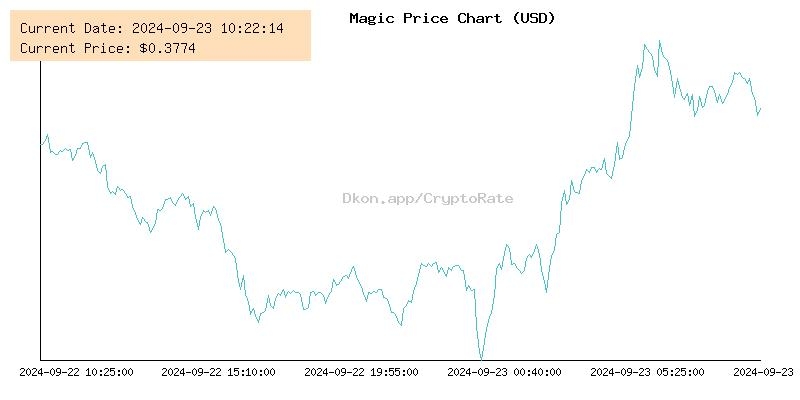 Magic Price Chart (USD)
Current Date: 2024-09-23 10:22:14
Current Price: $0.3774
Dkon.app/CryptoRate
2024-09-22 10:25:00
2024-09-22 15:10:00
2024-09-22 19:55:00
2024-09-23 00:40:00
2024-09-23 05:25:00
2024-09-23